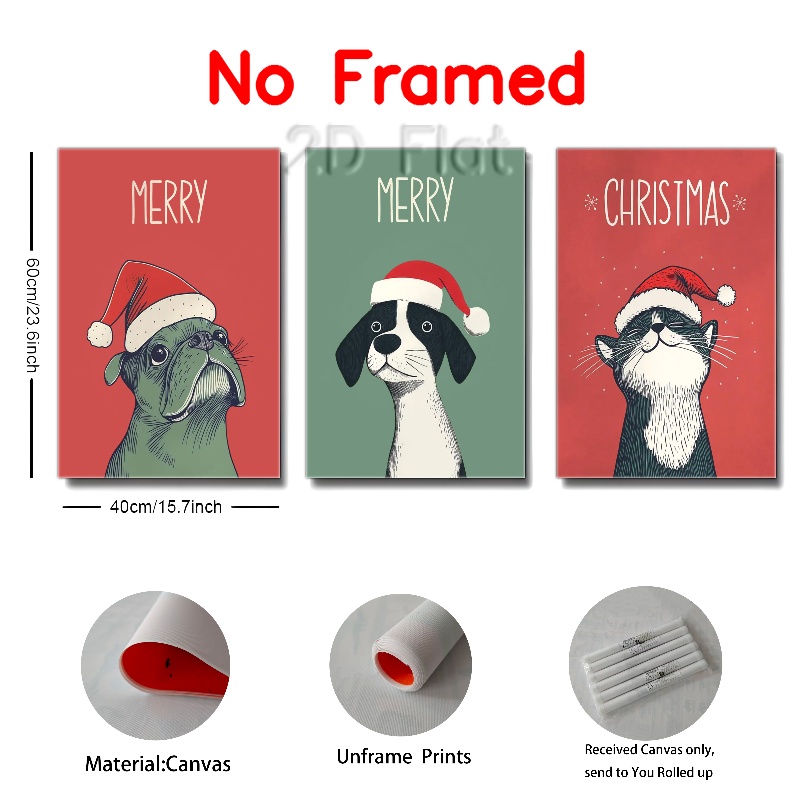 No Framed
2D Flat
MERRY
MERRY
CHRISTMAS
60cm/23.6inch
40cm/15.7inch
Material:Canvas
Unframe Prints
Received Canvas only,
send to You Rolled up